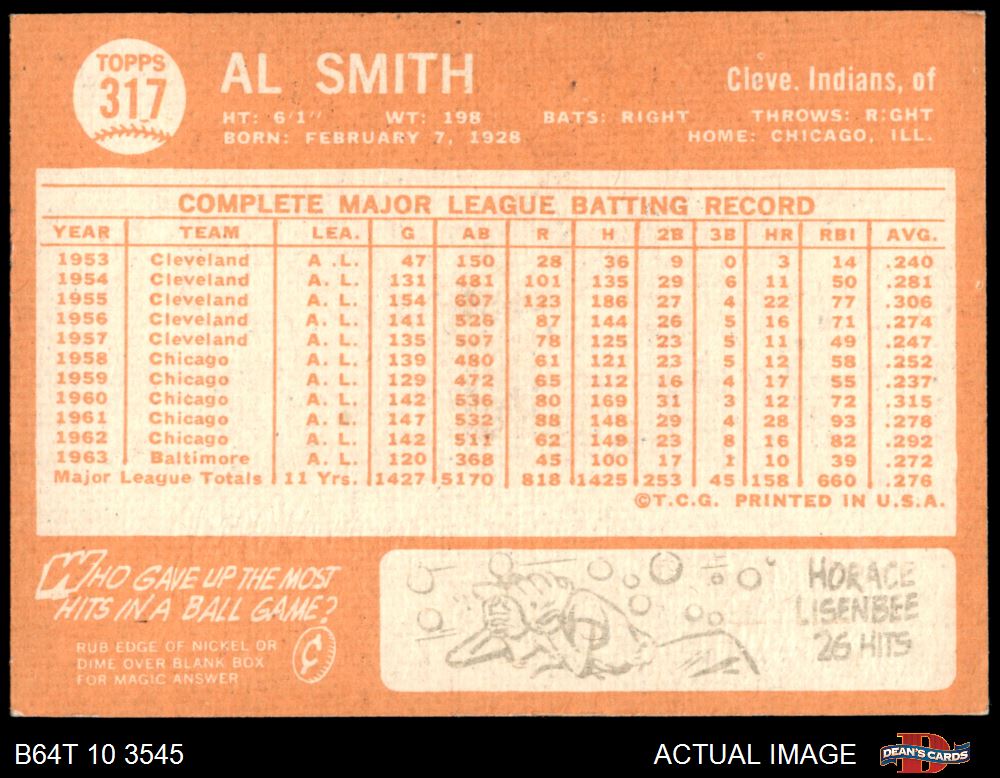 TOPPS
317
AL SMITH
Cleve. Indians, of
HT: 6'1" WT: 198 BATS: RIGHT THROWS: RIGHT
BORN: FEBRUARY 7, 1928 HOME: CHICAGO, ILL.
COMPLETE MAJOR LEAGUE BATTING RECORD
YEAR TEAM LEA. G AB R H 2B 3B HR RBI AVG.
1953 Cleveland A.L. 47 150 28 36 9 0 3 14 .240
1954 Cleveland A. L. 131 481 101 135 29 6 11 50 .281
1955 Cleveland A. L. 154 607 123 186 27 4 22 77 .306
1956 Cleveland A. L. 141 526 87 144 26 5 16 71 .274
1957 Cleveland A. L. 135 507 78 125 23 5 11 49 .247
1958 Chicago A. L. 139 480 61 121 23 5 12 58 .252
1959 Chicago A. L. 129 472 65 112 16 4 17 55 .237
1960 Chicago A. L. 142 536 80 169 31 3 12 72 .315
1961 Chicago A. L. 147 532 88 148 29 4 28 93 .278
1962 Chicago A. L. 142 511 62 149 23 8 16 82 .292
1963 Baltimore A. L. 120 368 45 100 17 1 10 39 .272
Major League Totals 11 Yrs. 1427 5170 818 1425 253 45 158 660 .276
©T.C.G. PRINTED IN U.S.A.
WHO GAVE UP THE MOST
HITS IN A BALL GAME?
RUB EDGE OF NICKEL OR
DIME OVER BLANK BOX
FOR MAGIC ANSWER
HORACE
LISENBEE
26 HITS
B64T 10 3545
ACTUAL IMAGE
DEAN'S CARDS